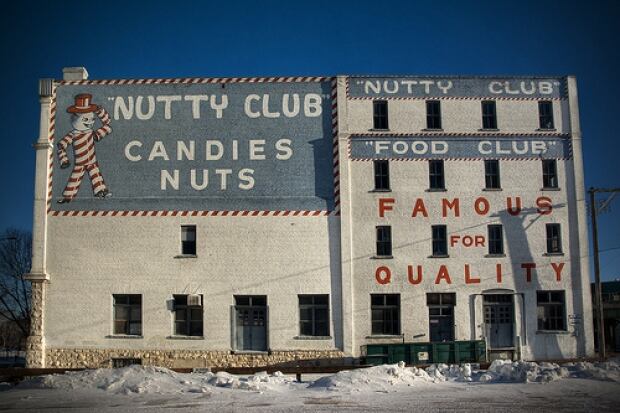 "NUTTY CLUB"
CANDIES
NUTS
"NUTTY CLUB"
"FOOD CLUB"
FAMOUS
FOR
QUALITY